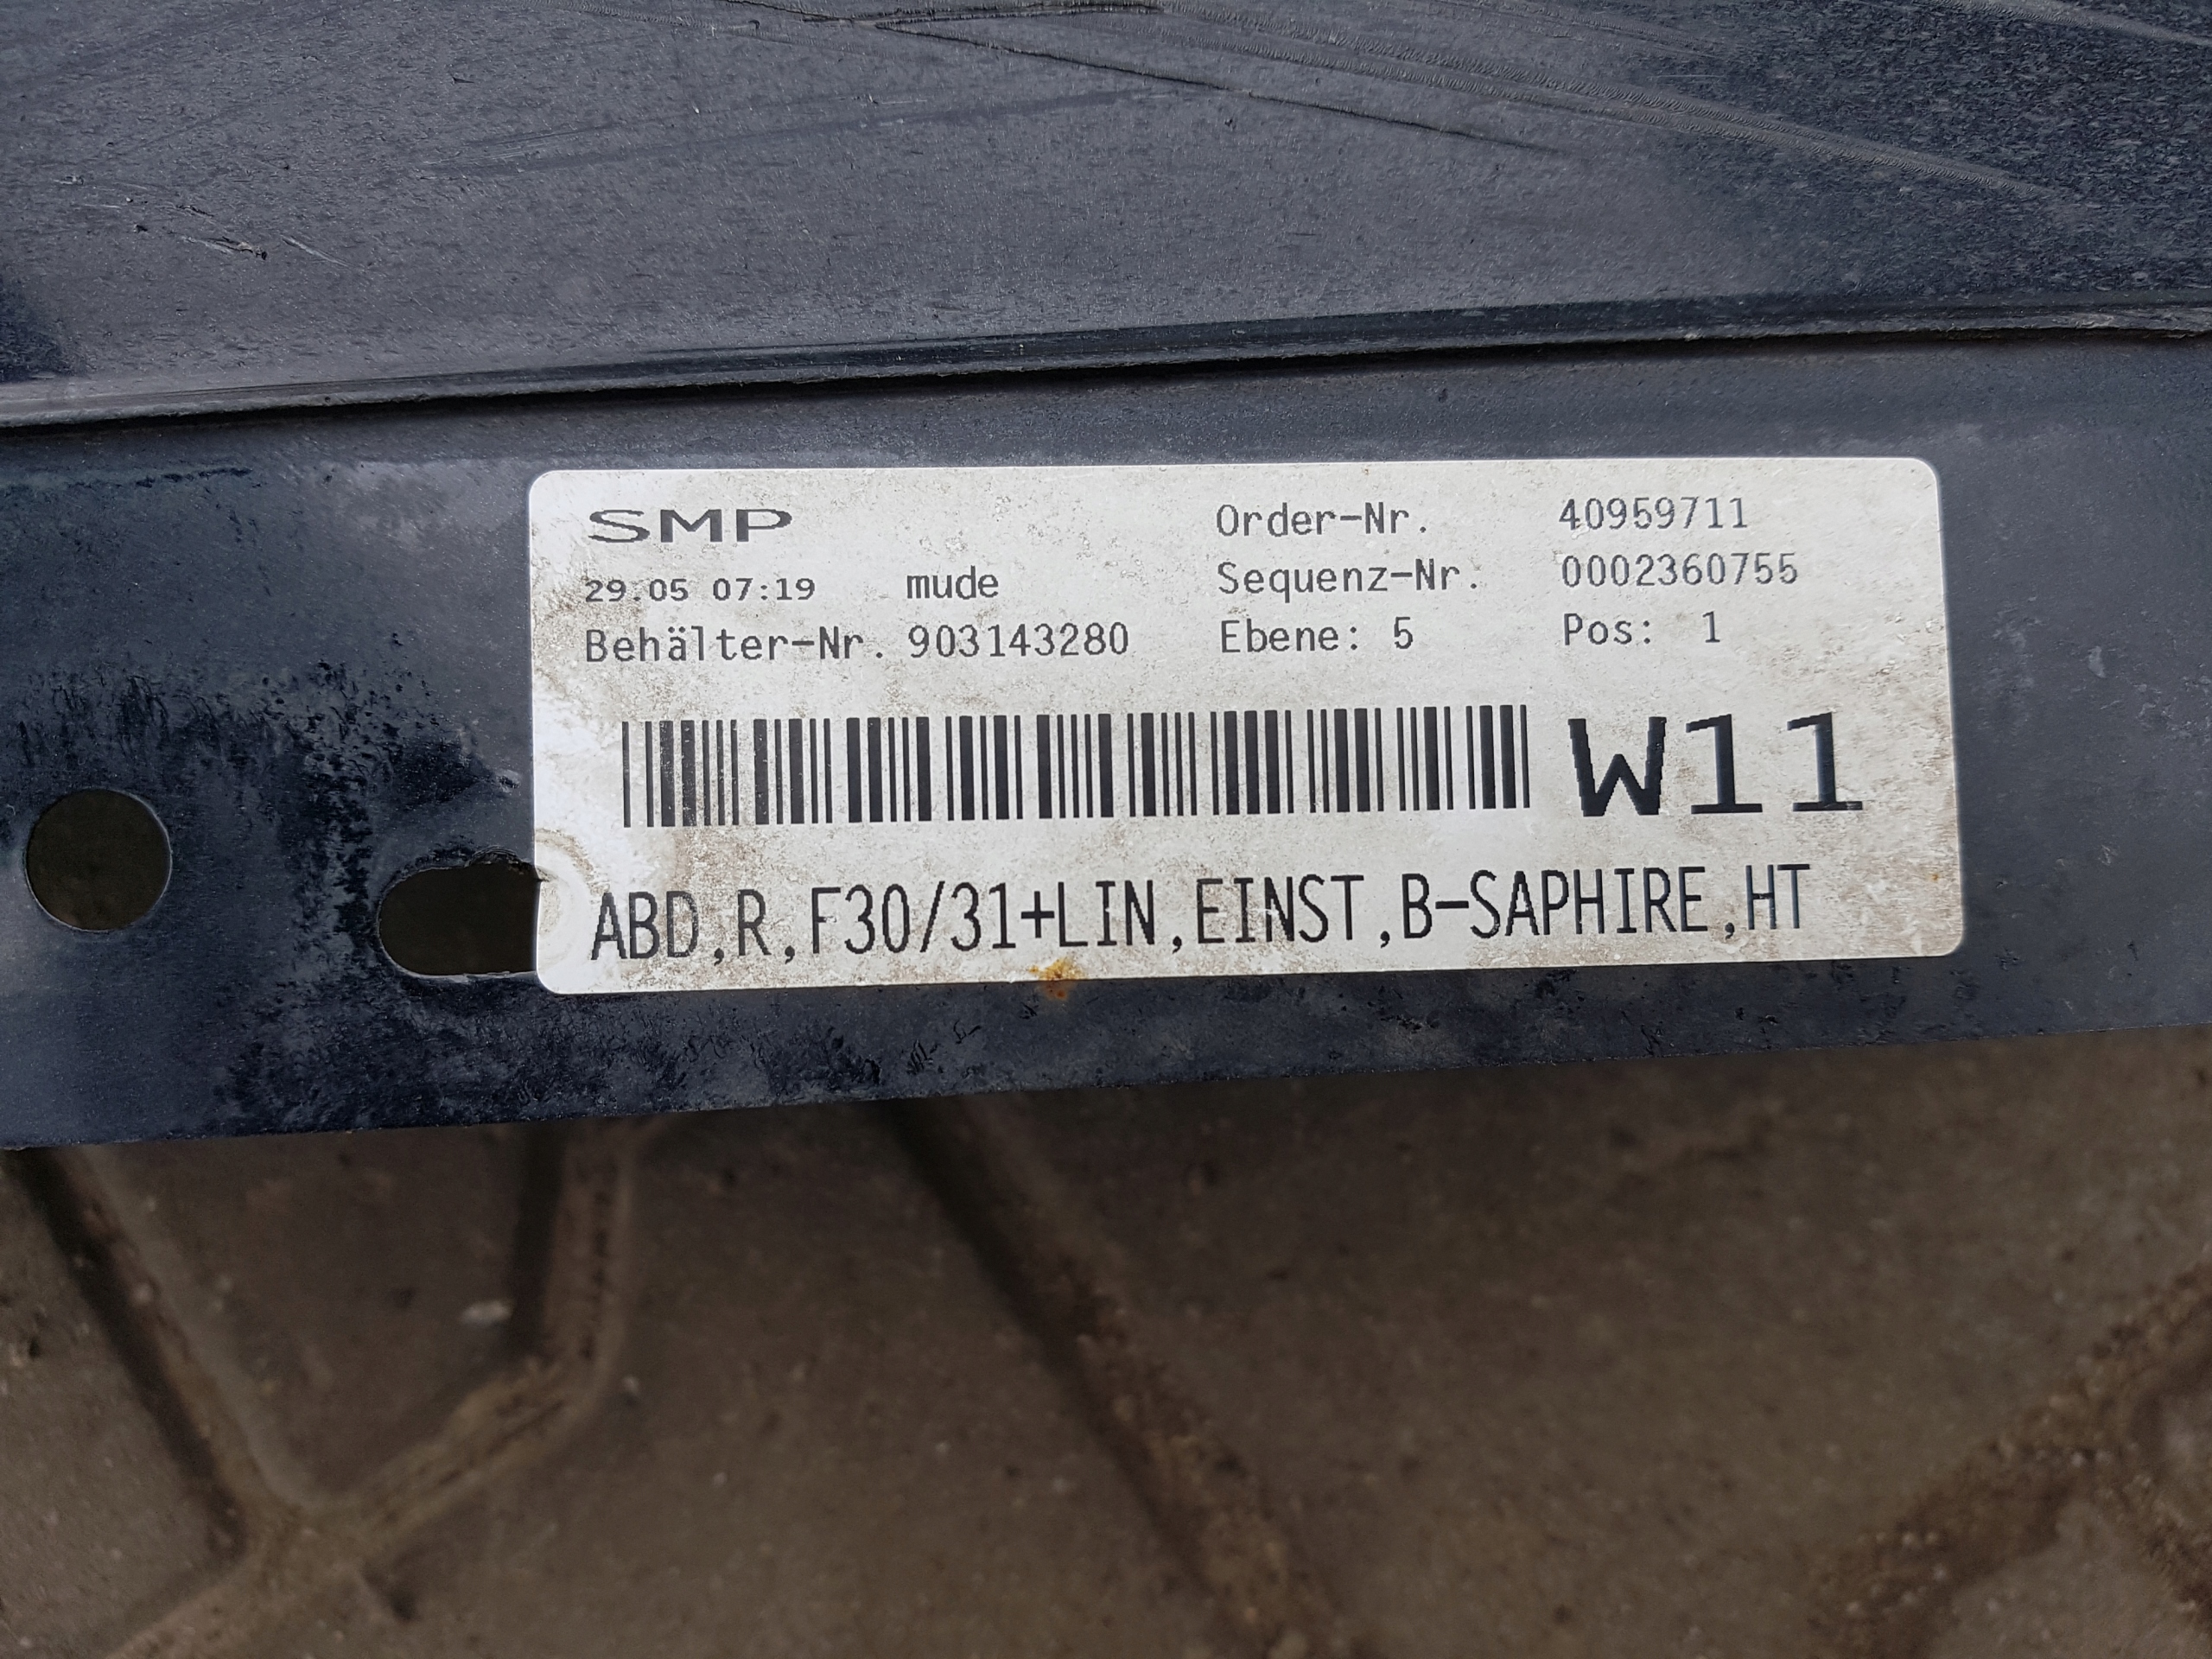 SMP
29.05 07:19 mude
Behälter-Nr. 903143280
Order-Nr. 40959711
Sequenz-Nr. 0002360755
Ebene: 5 Pos: 1
W11
ABD,R,F30/31+LIN,EINST,B-SAPHIRE,HT